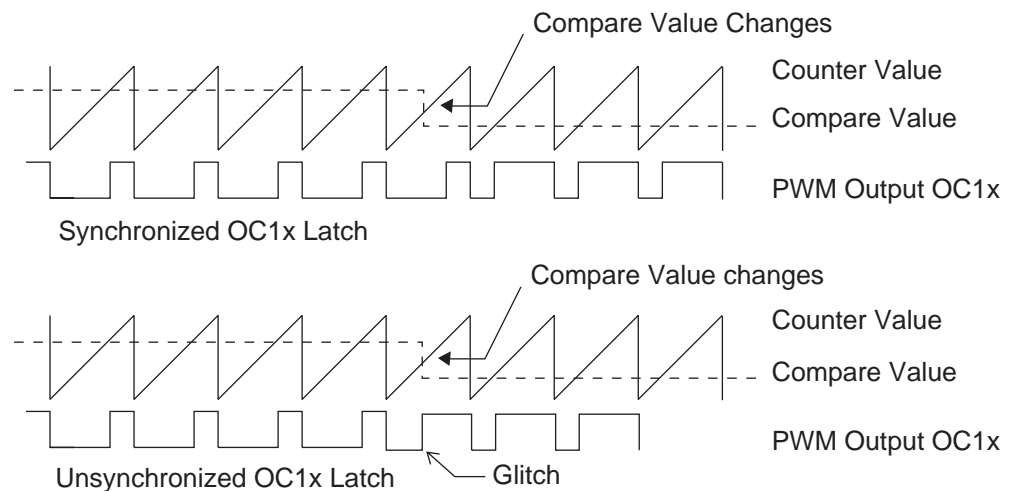 Compare Value Changes
Counter Value
Compare Value
PWM Output OC1x
Synchronized OC1x Latch
Compare Value changes
Counter Value
Compare Value
PWM Output OC1x
Unsynchronized OC1x Latch
Glitch